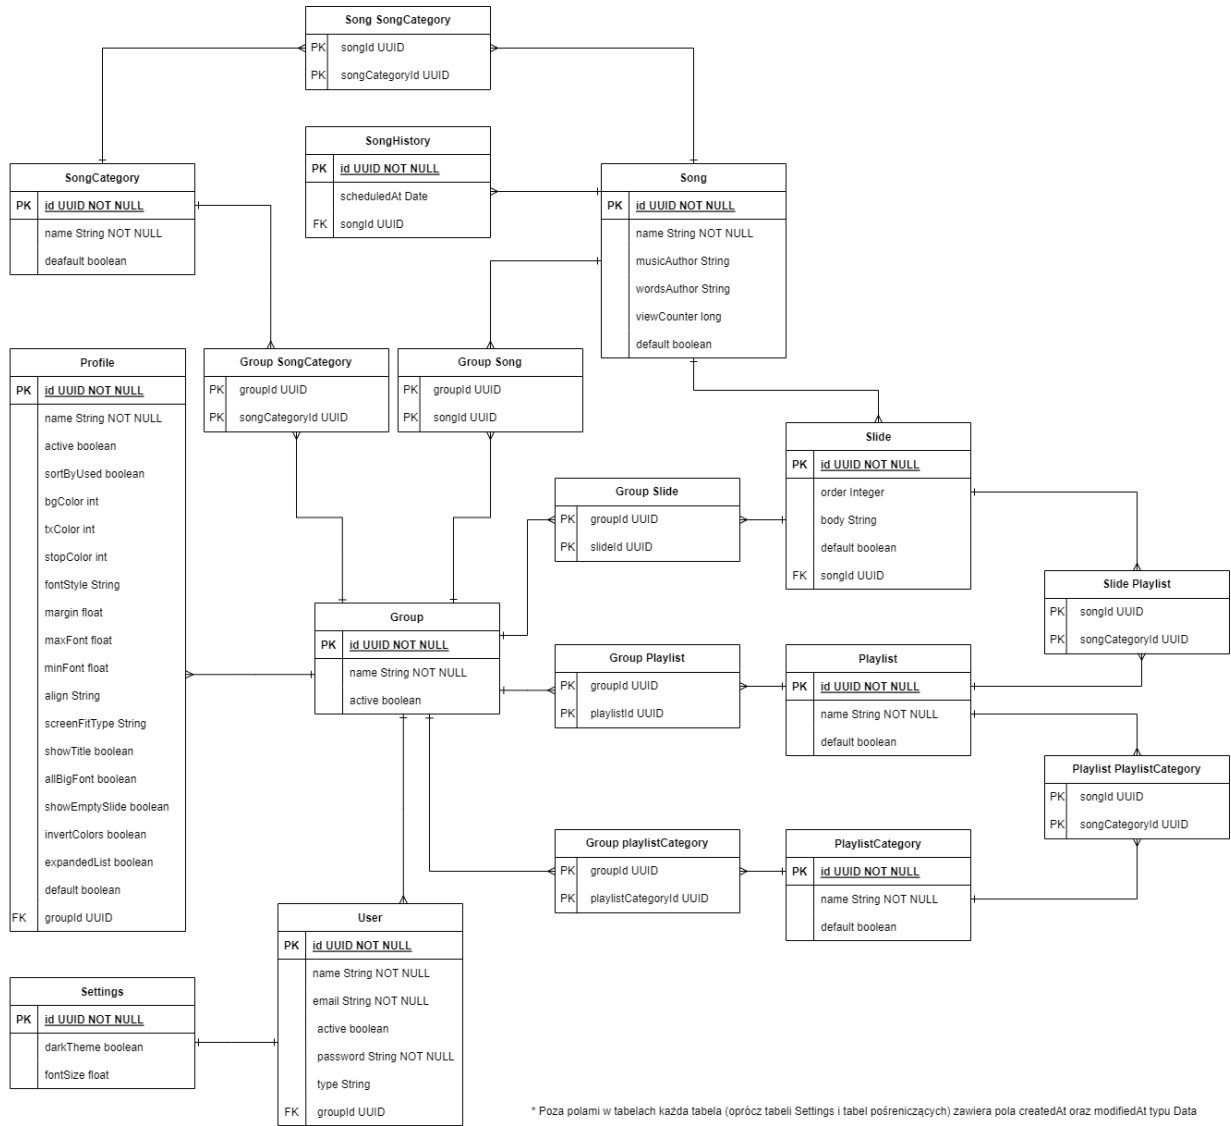 Song SongCategory
PK songId UUID
PK songCategoryId UUID
SongHistory
PK id UUID NOT NULL
scheduledAt Date
FK songId UUID
SongCategory
PK id UUID NOT NULL
name String NOT NULL
deafault boolean
Song
PK id UUID NOT NULL
name String NOT NULL
musicAuthor String
wordsAuthor String
viewCounter long
default boolean
Profile
PK id UUID NOT NULL
name String NOT NULL
active boolean
sortByUsed boolean
bgColor int
txColor int
stopColor int
fontStyle String
margin float
maxFont float
minFont float
align String
screenFitType String
showTitle boolean
allBigFont boolean
showEmptySlide boolean
invertColors boolean
expandedList boolean
default boolean
FK groupId UUID
Group SongCategory
PK groupId UUID
PK songCategoryId UUID
Group Song
PK groupId UUID
PK songId UUID
Slide
PK id UUID NOT NULL
order Integer
body String
default boolean
FK songId UUID
Group Slide
PK groupId UUID
PK slideId UUID
Slide Playlist
PK songId UUID
PK songCategoryId UUID
Group
PK id UUID NOT NULL
name String NOT NULL
active boolean
Group Playlist
PK groupId UUID
PK playlistId UUID
Playlist
PK id UUID NOT NULL
name String NOT NULL
default boolean
Playlist PlaylistCategory
PK songId UUID
PK songCategoryId UUID
Group playlistCategory
PK groupId UUID
PK playlistCategoryId UUID
PlaylistCategory
PK id UUID NOT NULL
name String NOT NULL
default boolean
User
PK id UUID NOT NULL
name String NOT NULL
email String NOT NULL
active boolean
password String NOT NULL
type String
FK groupId UUID
Settings
PK id UUID NOT NULL
darkTheme boolean
fontSize float
* Poza polami w tabelach każda tabela (oprócz tabeli Settings i tabel pośreniczących) zawiera pola createdAt oraz modifiedAt typu Data